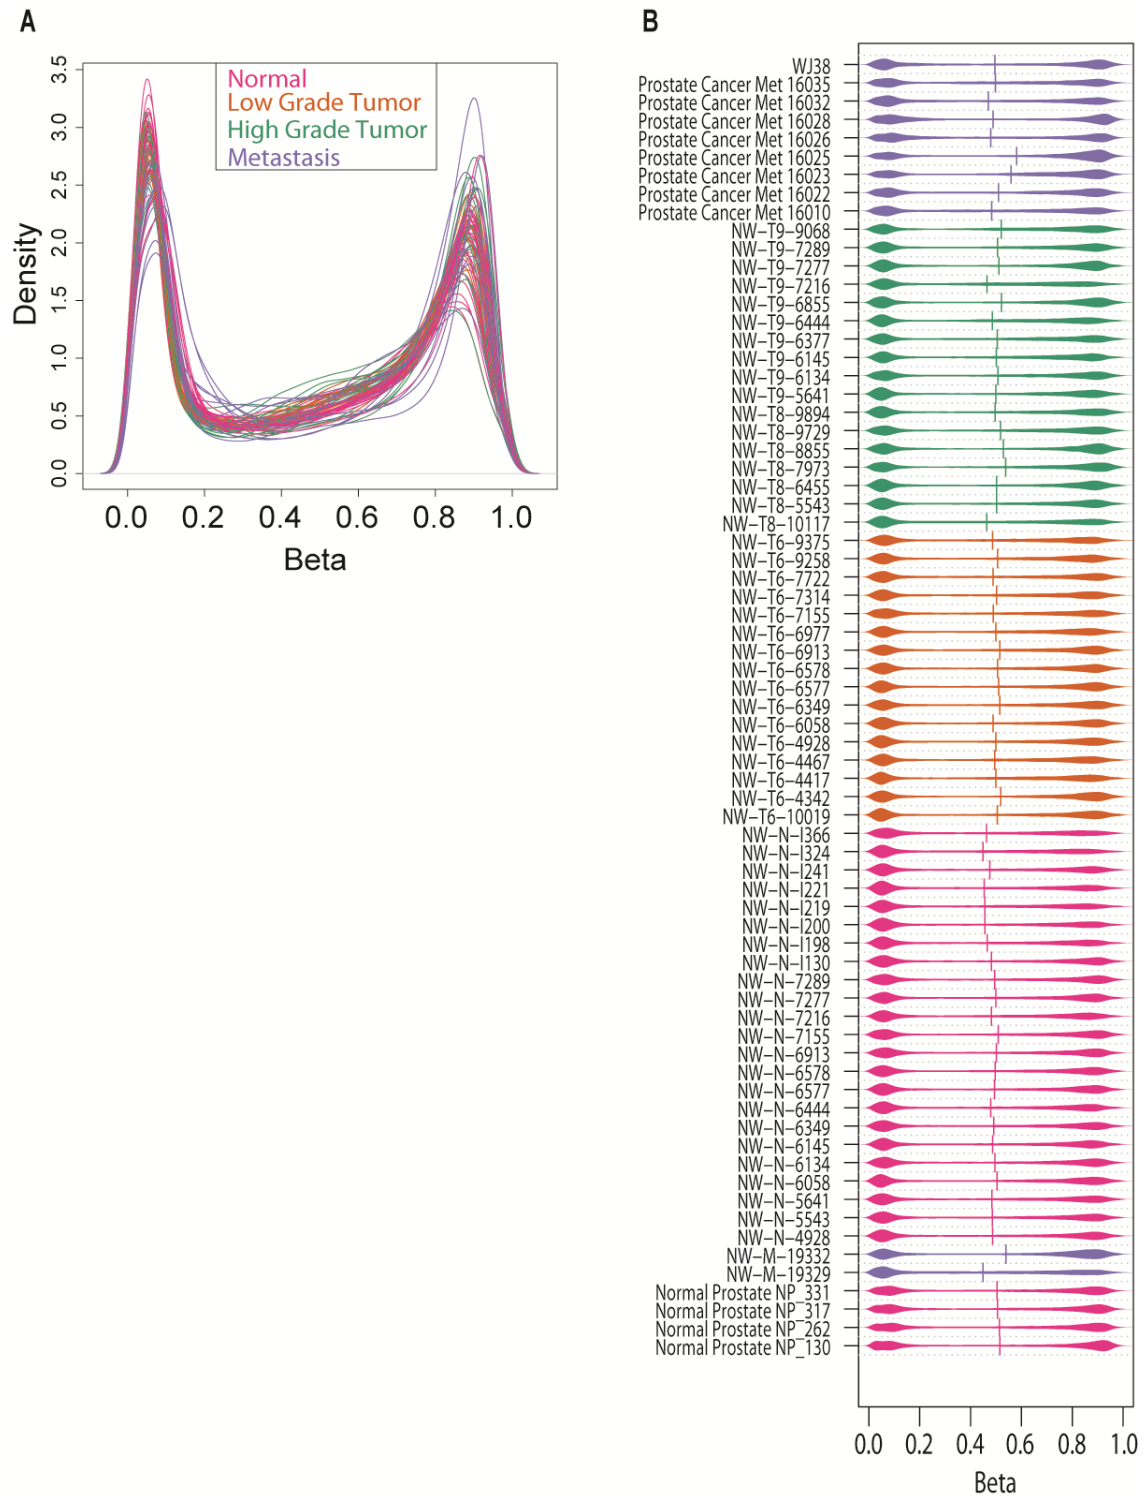 A
3.5
3.0
2.5
2.0
1.5
1.0
0.5
0.0
Density
Normal
Low Grade Tumor
High Grade Tumor
Metastasis
0.0 0.2 0.4 0.6 0.8 1.0
Beta
B
WJ38
Prostate Cancer Met 16035
Prostate Cancer Met 16032
Prostate Cancer Met 16028
Prostate Cancer Met 16026
Prostate Cancer Met 16025
Prostate Cancer Met 16023
Prostate Cancer Met 16022
Prostate Cancer Met 16010
NW-T9-9068
NW-T9-7289
NW-T9-7277
NW-T9-7216
NW-T9-6855
NW-T9-6444
NW-T9-6377
NW-T9-6145
NW-T9-6134
NW-T9-5641
NW-T8-9894
NW-T8-9729
NW-T8-8855
NW-T8-7973
NW-T8-6455
NW-T8-5543
NW-T8-10117
NW-T6-9375
NW-T6-9258
NW-T6-7722
NW-T6-7314
NW-T6-7155
NW-T6-6977
NW-T6-6913
NW-T6-6578
NW-T6-6577
NW-T6-6349
NW-T6-6058
NW-T6-4928
NW-T6-4467
NW-T6-4417
NW-T6-4342
NW-T6-10019
NW-N-I366
NW-N-I324
NW-N-I241
NW-N-I221
NW-N-I219
NW-N-I200
NW-N-I198
NW-N-I130
NW-N-7289
NW-N-7277
NW-N-7216
NW-N-7155
NW-N-6913
NW-N-6578
NW-N-6577
NW-N-6444
NW-N-6349
NW-N-6145
NW-N-6134
NW-N-6058
NW-N-5641
NW-N-5543
NW-N-4928
NW-M-19332
NW-M-19329
Normal Prostate NP_331
Normal Prostate NP_317
Normal Prostate NP_262
Normal Prostate NP_130
0.0 0.2 0.4 0.6 0.8 1.0
Beta